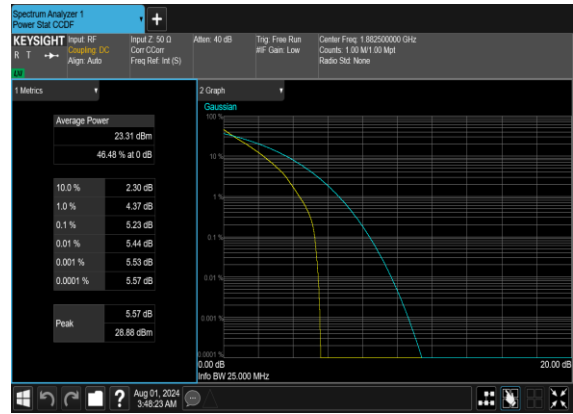 Spectrum Analyzer 1
Power Stat CCDF
+
KEYSIGHT
R T
LXI
Input: RF
Coupling: DC
Align: Auto
Input Z: 50 Ω
Corr CCorr
Freq Ref: Int (S)
Atten: 40 dB
Trig: Free Run
#IF Gain: Low
Center Freq: 1.882500000 GHz
Counts: 1.00 M/1.00 Mpt
Radio Std: None
1 Metrics
Average Power
23.31 dBm
46.48 % at 0 dB
10.0 % 2.30 dB
1.0 % 4.37 dB
0.1 % 5.23 dB
0.01 % 5.44 dB
0.001 % 5.53 dB
0.0001 % 5.57 dB
Peak 5.57 dB
28.88 dBm
2 Graph
Gaussian
100 %
10 %
1 %
0.1 %
0.01 %
0.001 %
0.0001 %
0.00 dB 20.00 dB
Info BW 25.000 MHz
? Aug 01, 2024
3:48:23 AM